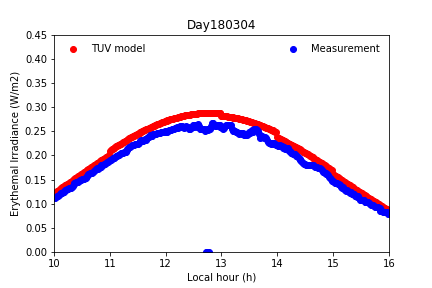 Day180304
TUV model
Measurement
Erythemal Irradiance (W/m2)
0.45
0.40
0.35
0.30
0.25
0.20
0.15
0.10
0.05
0.00
10 11 12 13 14 15 16
Local hour (h)